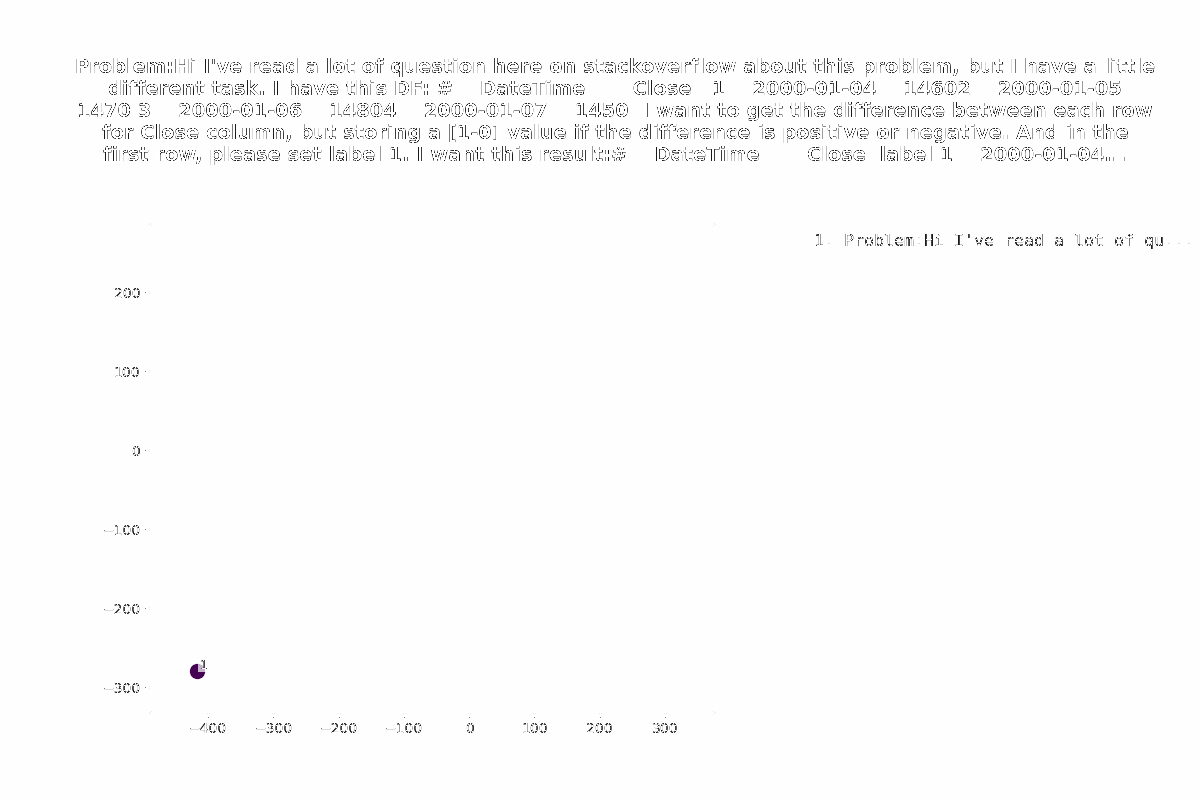 Problem:Hi I've read a lot of question here on stackoverflow about this problem, but I have a little
different task. I have this DF: #    DateTime       Close   1    2000-01-04    14602    2000-01-05
1470 3    2000-01-06    14804    2000-01-07    1450  I want to get the difference between each row
for Close column, but storing a [1-0] value if the difference is positive or negative. And in the
first row, please set label 1. I want this result:#    DateTime       Close  label 1    2000-01-04...
1. Problem:Hi I've read a lot of qu...
200
100
0
−100
−200
−300
1
−400 −300 −200 −100 0 100 200 300